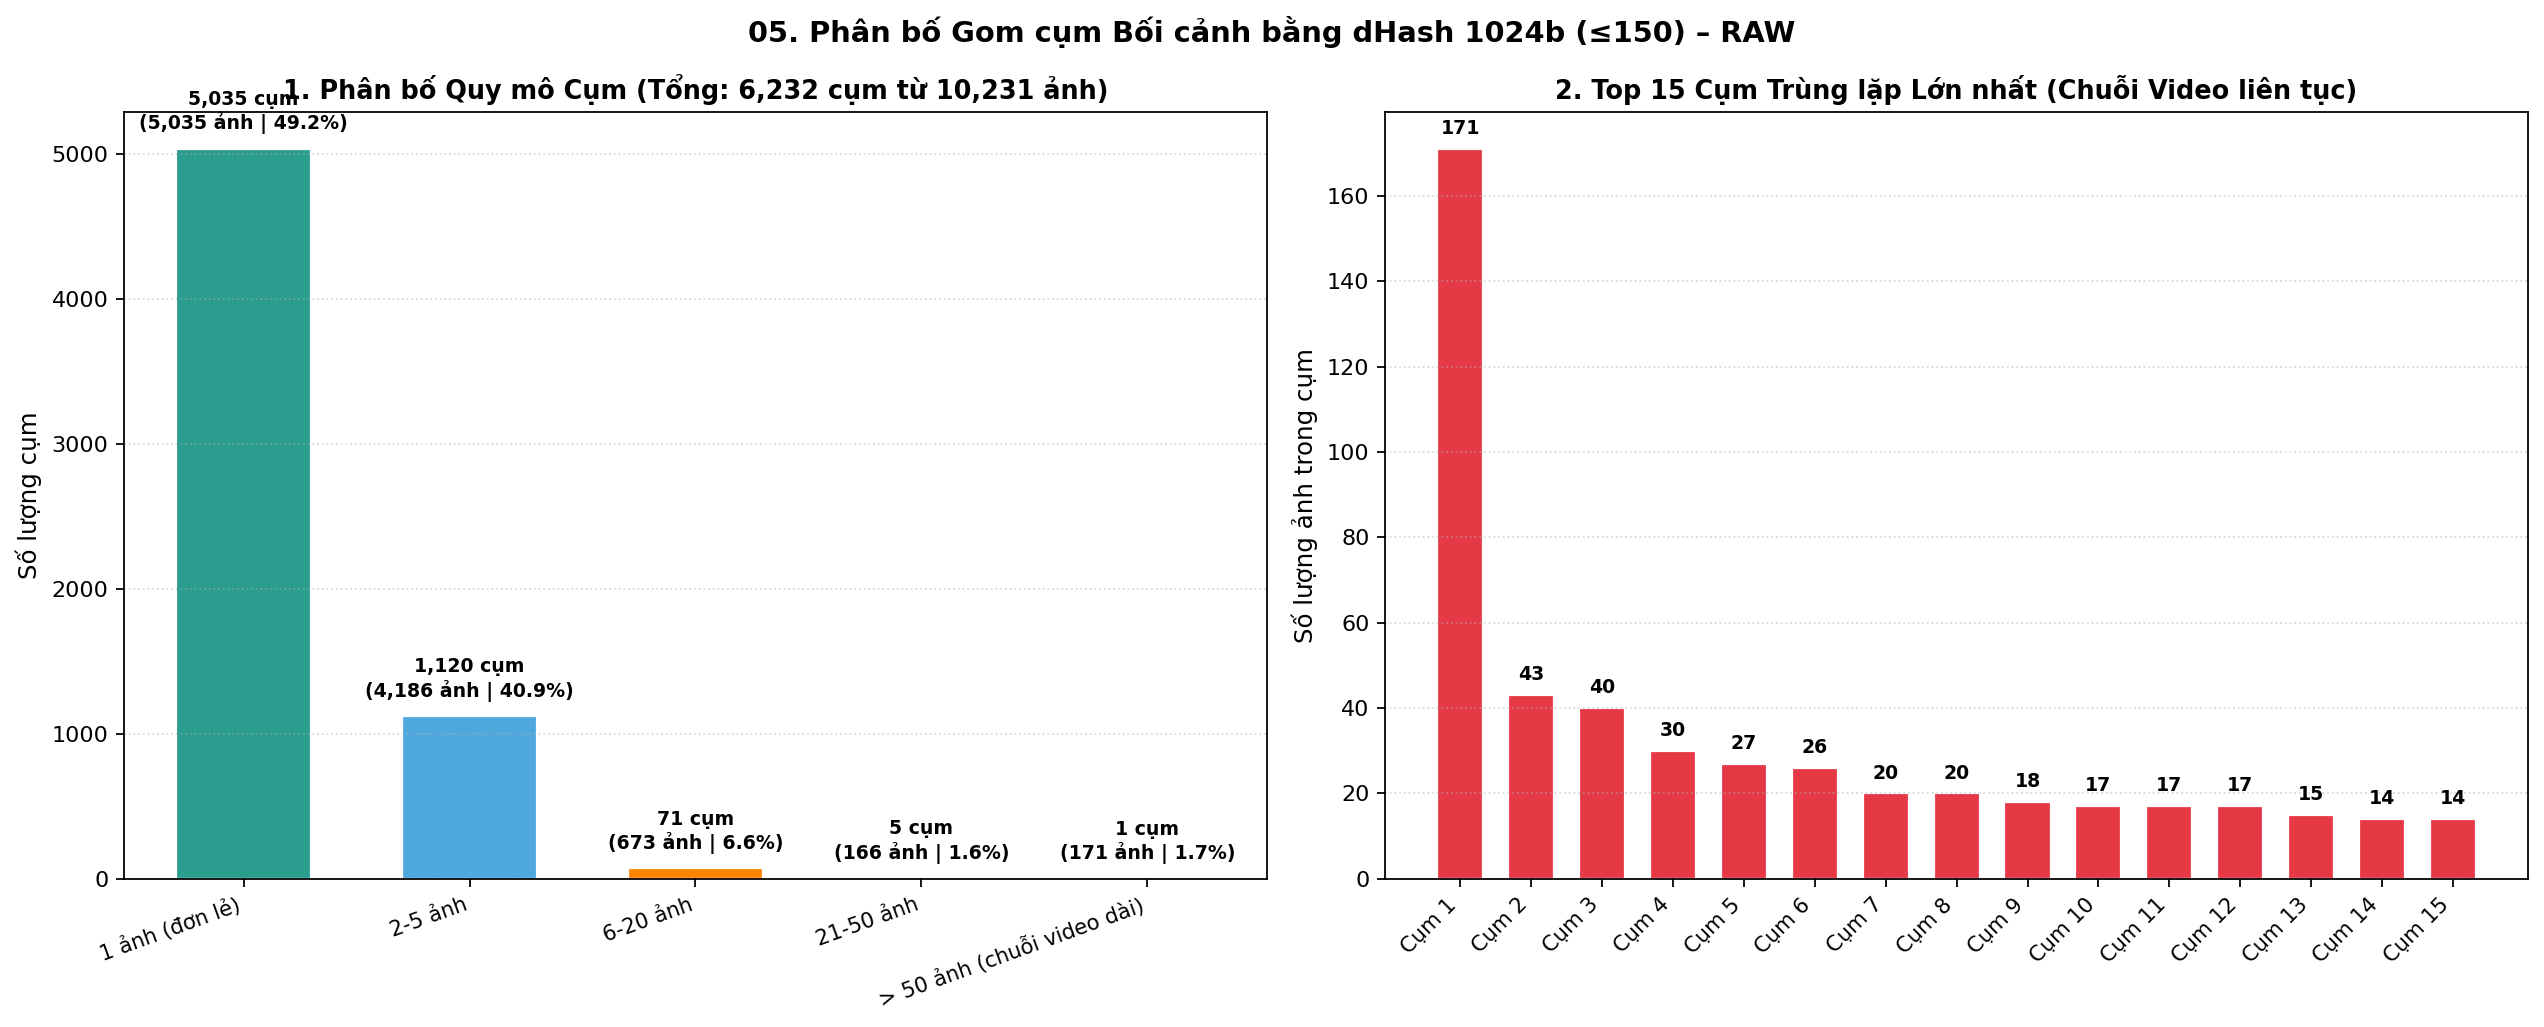 05. Phân bố Gom cụm Bối cảnh bằng dHash 1024b (≤150) – RAW
1. Phân bố Quy mô Cụm (Tổng: 6,232 cụm từ 10,231 ảnh)
Số lượng cụm
5000
4000
3000
2000
1000
0
5,035 cụm
(5,035 ảnh | 49.2%)
1,120 cụm
(4,186 ảnh | 40.9%)
71 cụm
(673 ảnh | 6.6%)
5 cụm
(166 ảnh | 1.6%)
1 cụm
(171 ảnh | 1.7%)
1 ảnh (đơn lẻ)
2-5 ảnh
6-20 ảnh
21-50 ảnh
> 50 ảnh (chuỗi video dài)
2. Top 15 Cụm Trùng lặp Lớn nhất (Chuỗi Video liên tục)
Số lượng ảnh trong cụm
160
140
120
100
80
60
40
20
0
171
43
40
30
27
26
20
20
18
17
17
17
15
14
14
Cụm 1
Cụm 2
Cụm 3
Cụm 4
Cụm 5
Cụm 6
Cụm 7
Cụm 8
Cụm 9
Cụm 10
Cụm 11
Cụm 12
Cụm 13
Cụm 14
Cụm 15